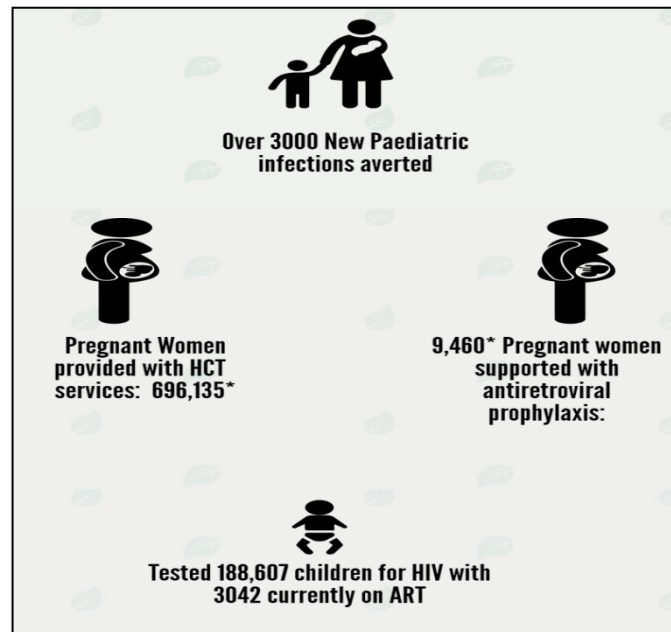 Over 3000 New Paediatric
infections averted
Pregnant Women
provided with HCT
services: 696,135*
9,460* Pregnant women
supported with
antiretroviral
prophylaxis:
Tested 188,607 children for HIV with
3042 currently on ART